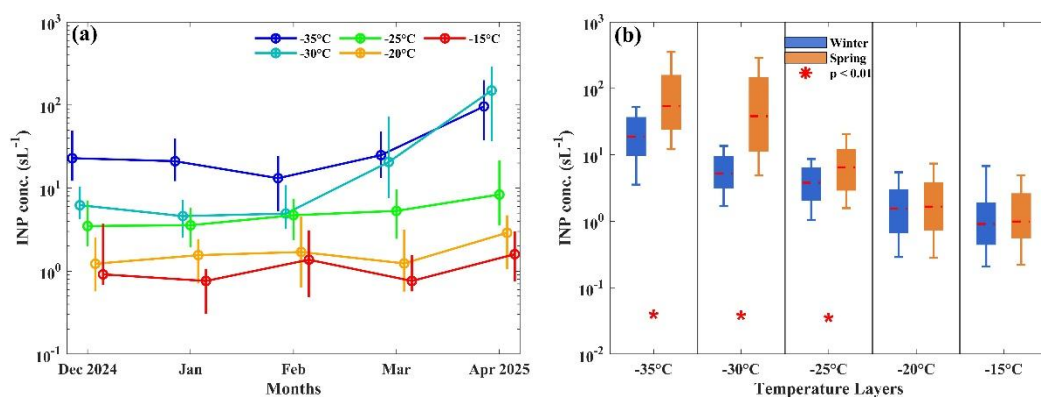 (a)
-35°C -25°C -15°C
-30°C -20°C
INP conc. (sL⁻¹)
10³
10²
10¹
10⁰
10⁻¹
Dec 2024 Jan Feb Mar Apr 2025
Months
(b)
Winter
Spring
p < 0.01
INP conc. (sL⁻¹)
10³
10²
10¹
10⁰
10⁻¹
10⁻²
-35°C -30°C -25°C -20°C -15°C
Temperature Layers